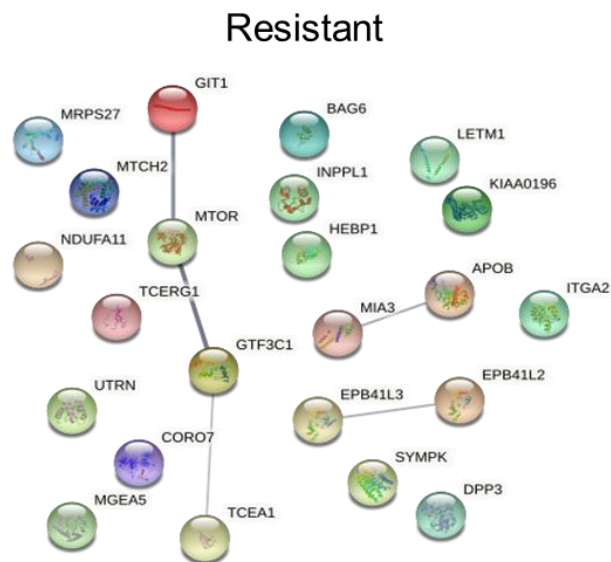 Resistant
GIT1
MRPS27
BAG6
LETM1
MTCH2
INPPL1
KIAA0196
MTOR
HEBP1
NDUFA11
APOB
TCERG1
MIA3
ITGA2
GTF3C1
UTRN
EPB41L3
EPB41L2
CORO7
SYMPK
MGEA5
TCEA1
DPP3